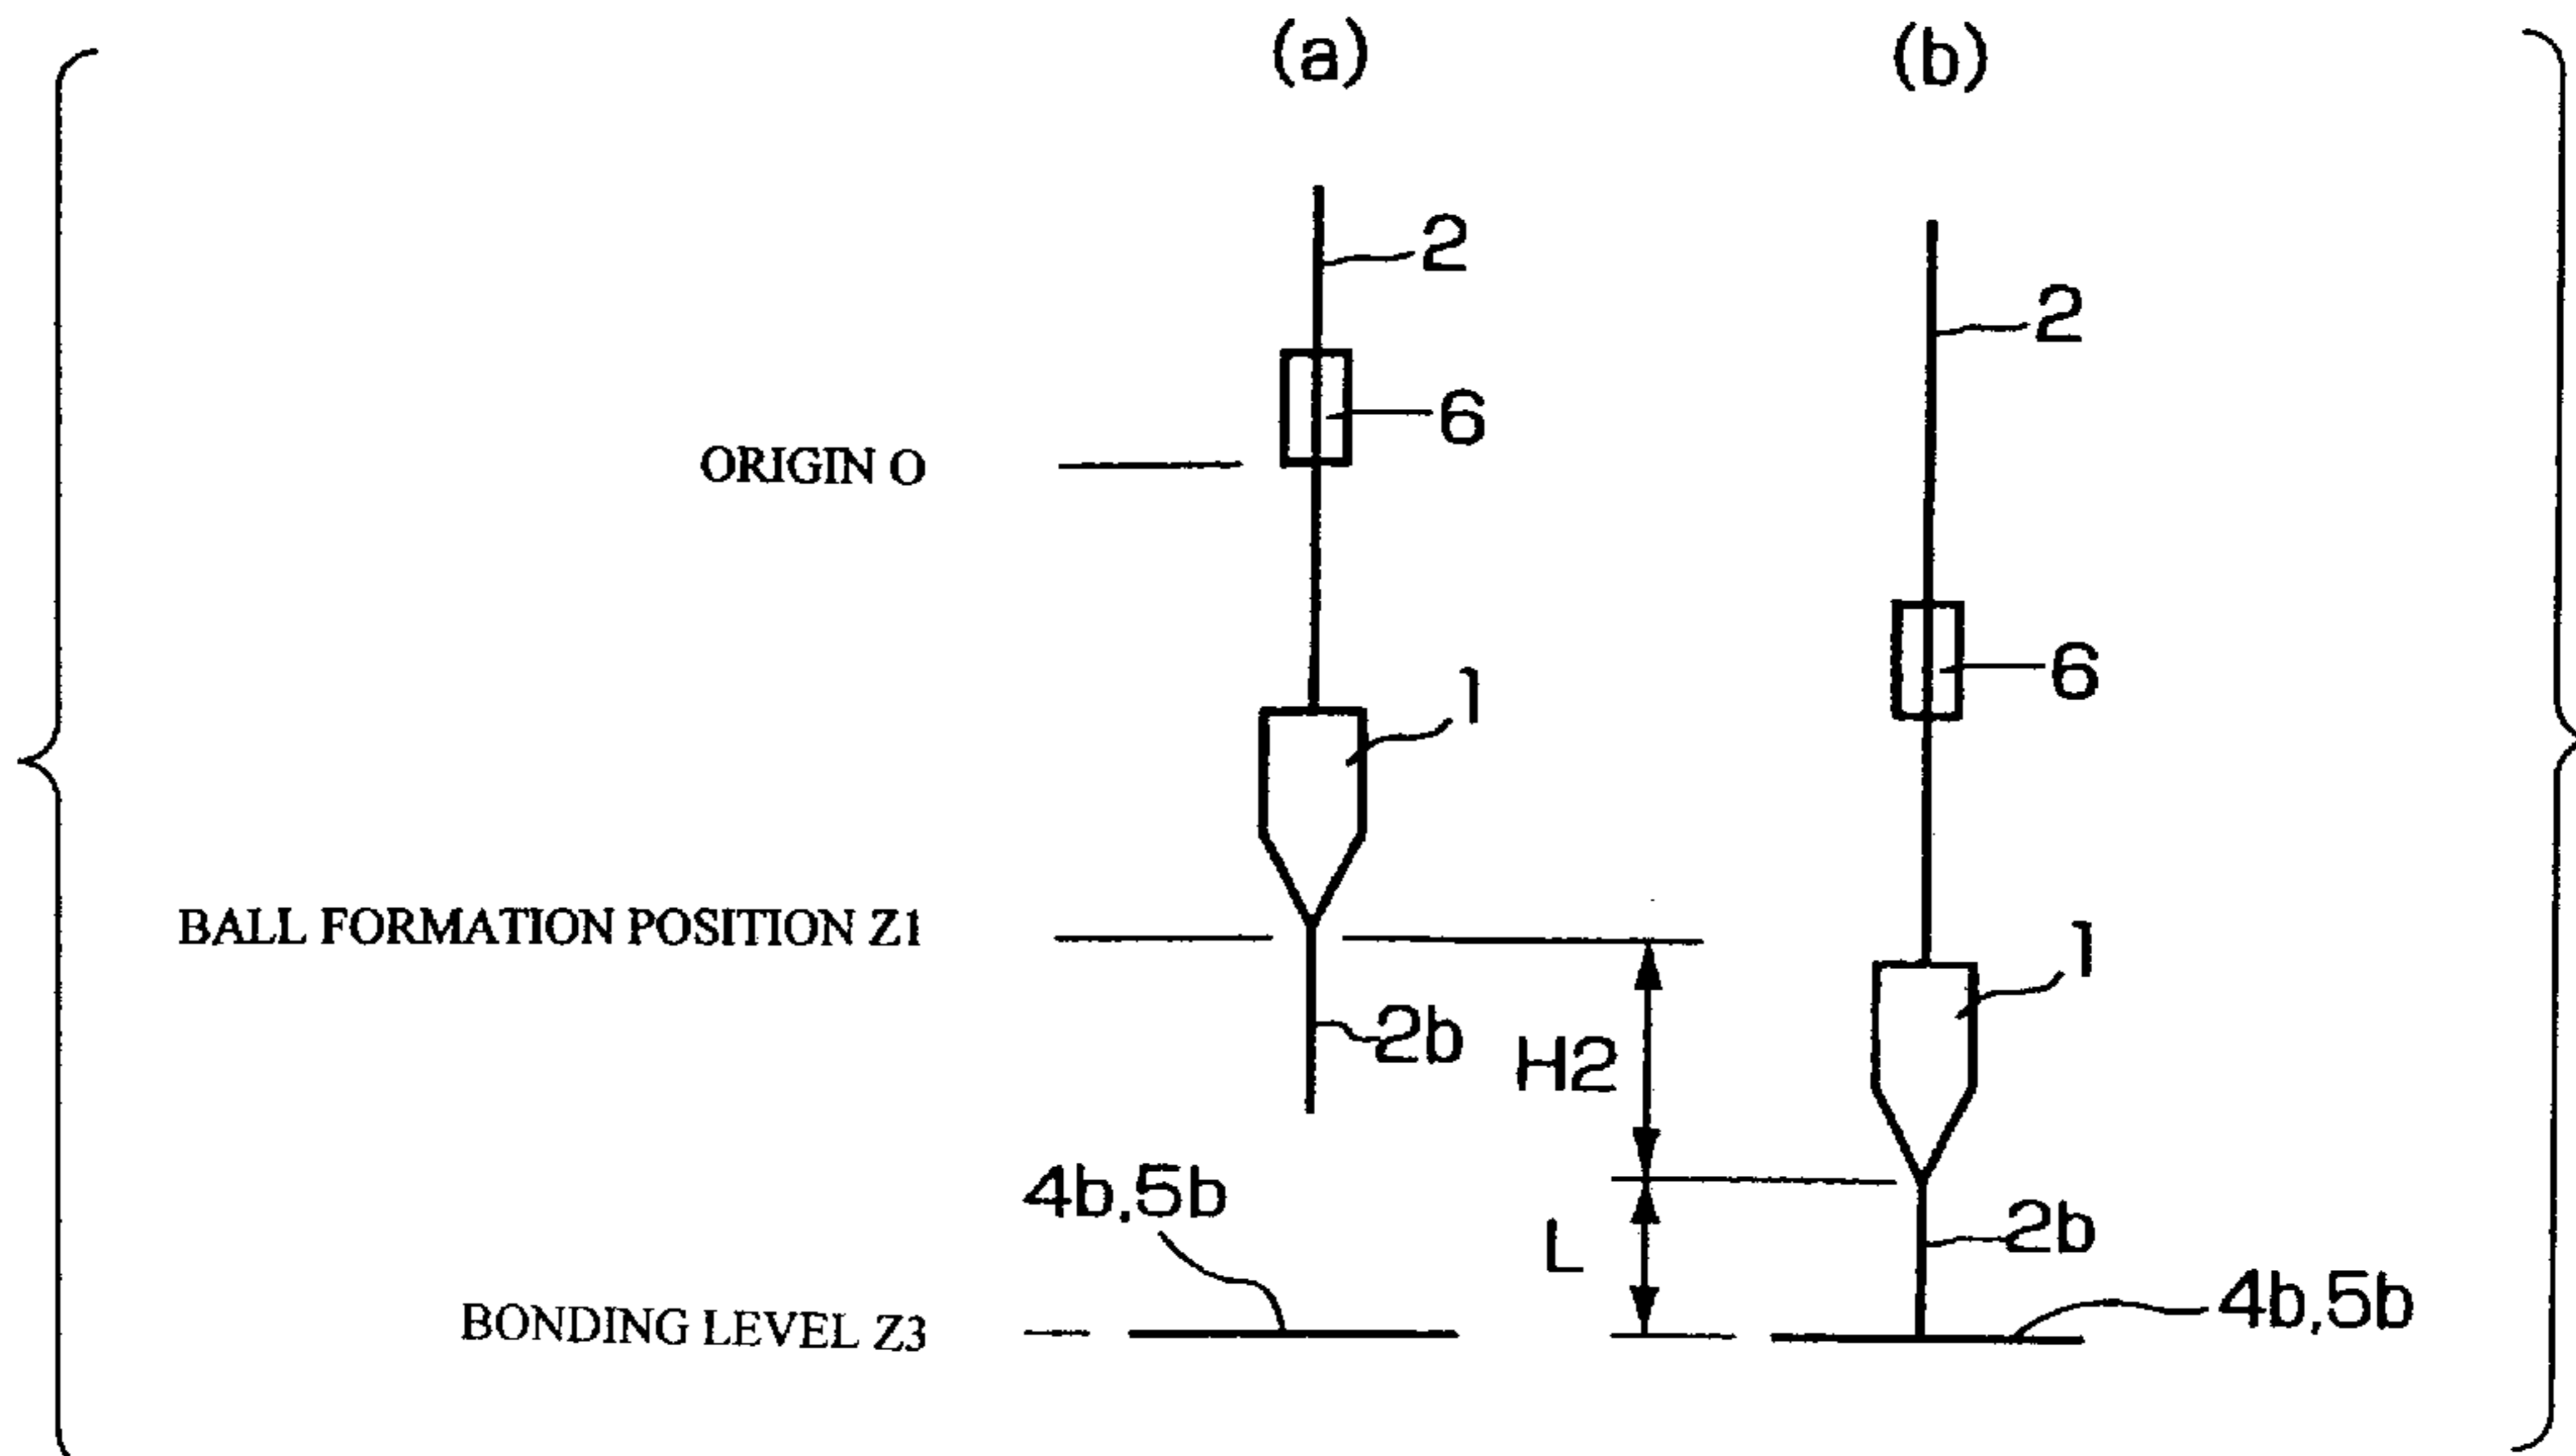 (a)
(b)
2
2
6
ORIGIN O
6
1
BALL FORMATION POSITION Z1
1
2b
H2
4b,5b
2b
L
4b,5b
BONDING LEVEL Z3